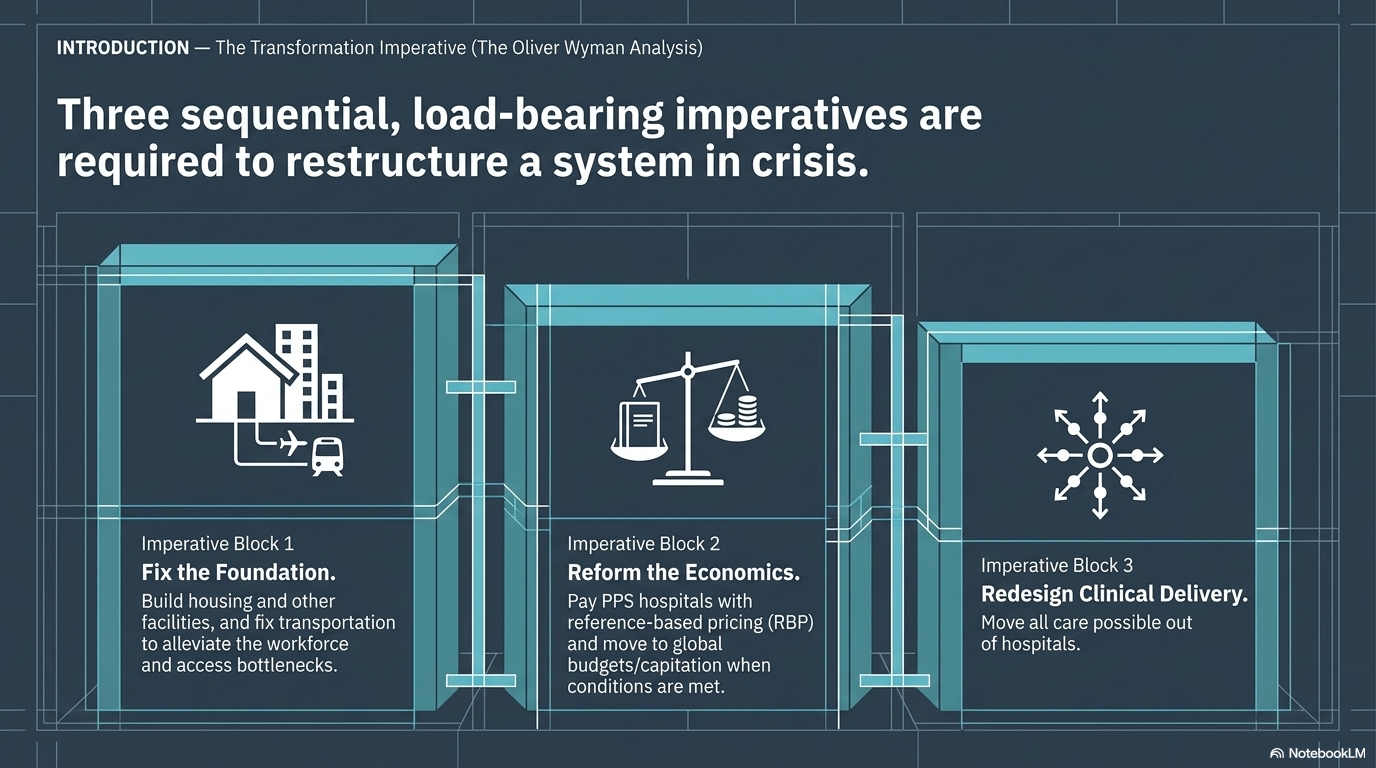 INTRODUCTION — The Transformation Imperative (The Oliver Wyman Analysis)
Three sequential, load-bearing imperatives are
required to restructure a system in crisis.
Imperative Block 1
Fix the Foundation.
Build housing and other
facilities, and fix transportation
to alleviate the workforce
and access bottlenecks.
Imperative Block 2
Reform the Economics.
Pay PPS hospitals with
reference-based pricing (RBP)
and move to global
budgets/capitation when
conditions are met.
Imperative Block 3
Redesign Clinical Delivery.
Move all care possible out
of hospitals.
NotebookLM